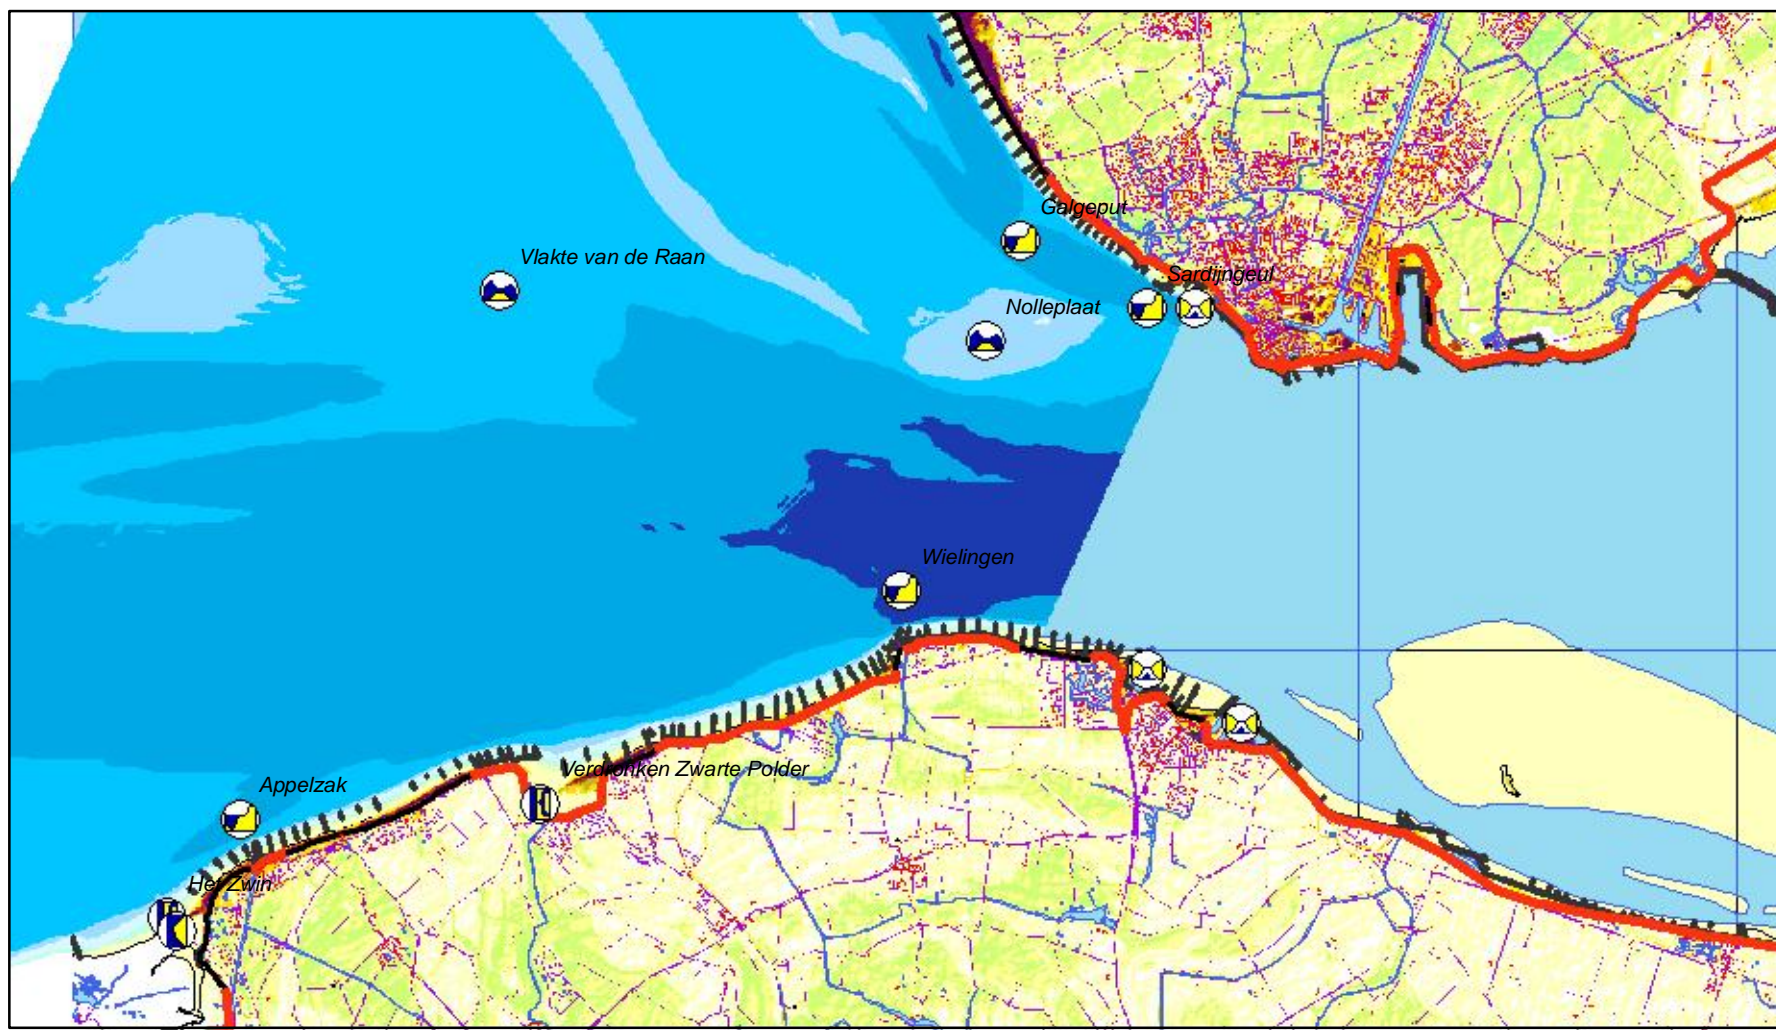 Galgeput
Vlakte van de Raan
Sardijngeul
Nolleplaat
Wielingen
Verdronken Zwarte Polder
Appelzak
Het Zwin